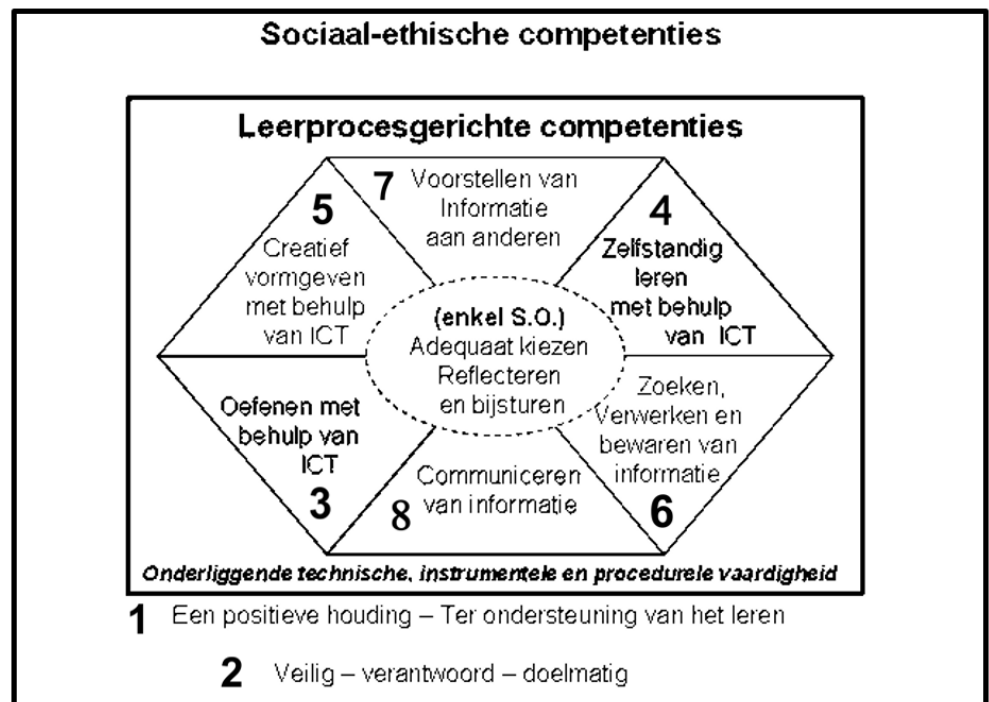 Sociaal-ethische competenties
Leerprocesgerichte competenties
5
Creatief
vormgeven
met behulp
van ICT
7
Voorstellen van
Informatie
aan anderen
4
Zelfstandig
leren
met behulp
van ICT
(enkel S.O.)
Adequaat kiezen
Reflecteren
en bijsturen
Oefenen met
behulp van
ICT
3
8
Communiceren
van informatie
Zoeken,
Verwerken en
bewaren van
informatie
6
Onderliggende technische, instrumentele en procedurele vaardigheid
1 Een positieve houding – Ter ondersteuning van het leren
2 Veilig – verantwoord – doelmatig